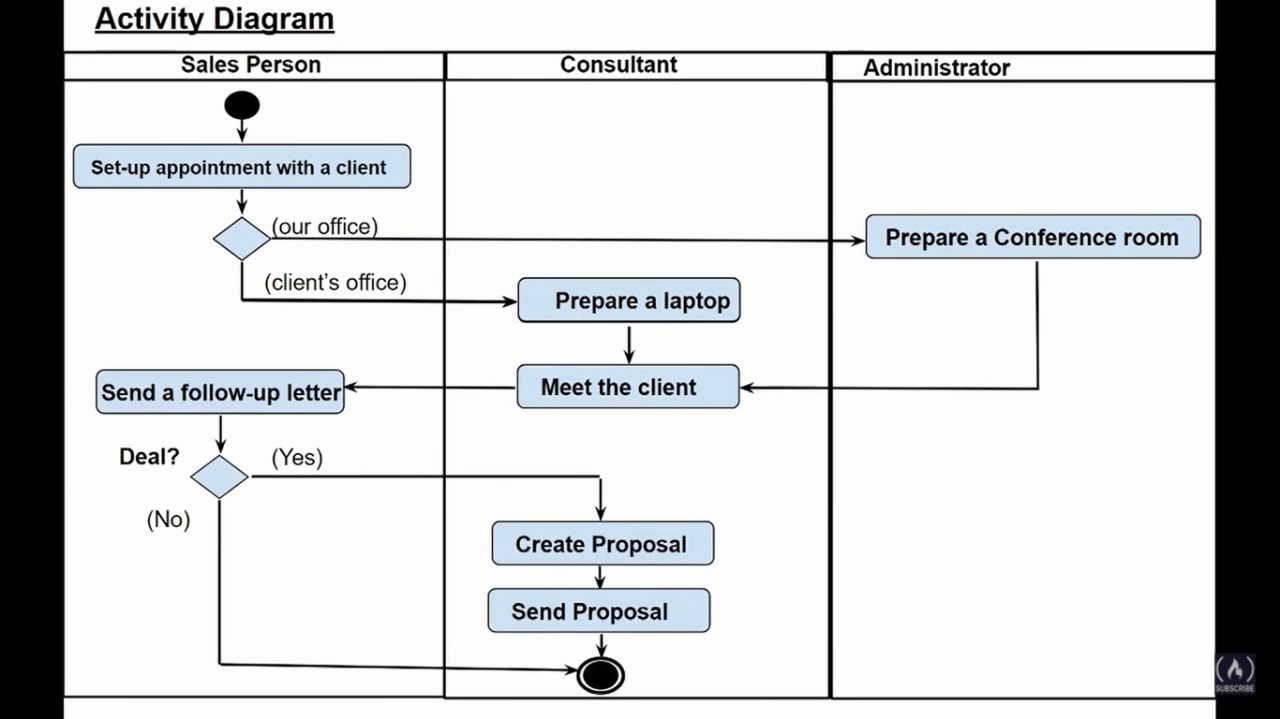 Activity Diagram
Sales Person
Consultant
Administrator
Set-up appointment with a client
(our office)
Prepare a Conference room
(client's office)
Prepare a laptop
Send a follow-up letter
Meet the client
Deal?
(Yes)
(No)
Create Proposal
Send Proposal
SUBSCRIBE